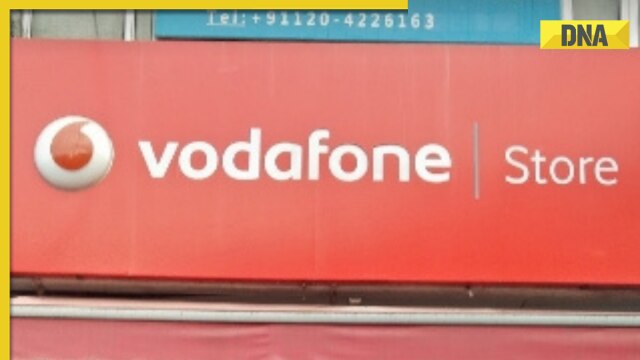 Tel:+91120-4226163
DNA
vodafone | Store